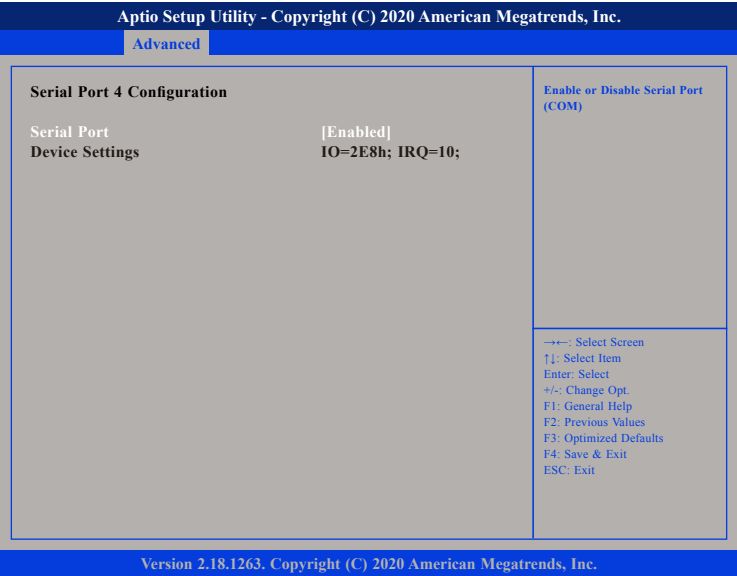 Aptio Setup Utility - Copyright (C) 2020 American Megatrends, Inc.
Advanced
Serial Port 4 Configuration
Serial Port [Enabled]
Device Settings IO=2E8h; IRQ=10;
Enable or Disable Serial Port
(COM)
→←: Select Screen
↑↓: Select Item
Enter: Select
+/-: Change Opt.
F1: General Help
F2: Previous Values
F3: Optimized Defaults
F4: Save & Exit
ESC: Exit
Version 2.18.1263. Copyright (C) 2020 American Megatrends, Inc.